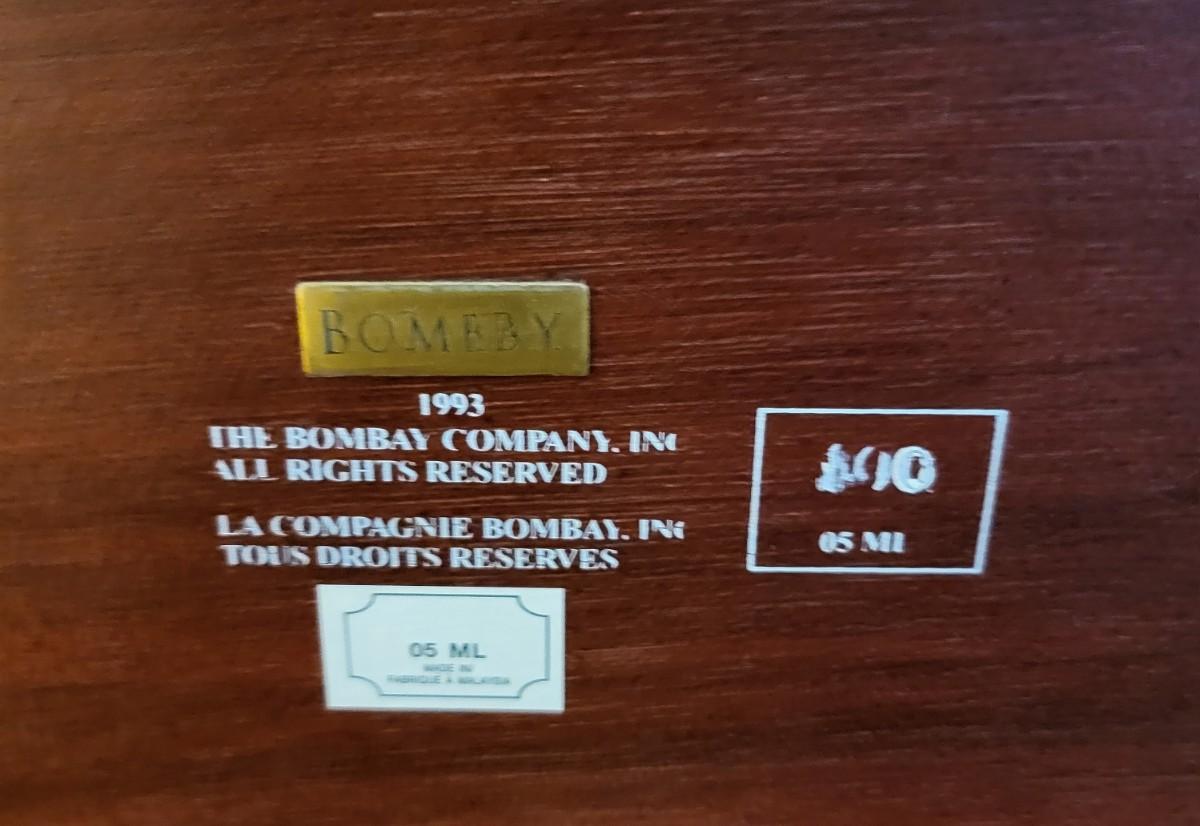 BOMEBY
1993
THE BOMBAY COMPANY, INC
ALL RIGHTS RESERVED
LA COMPAGNIE BOMBAY, INC
TOUS DROITS RESERVES
05 ML
MADE IN
FABRIQUE À MALAYSIA
05 ML